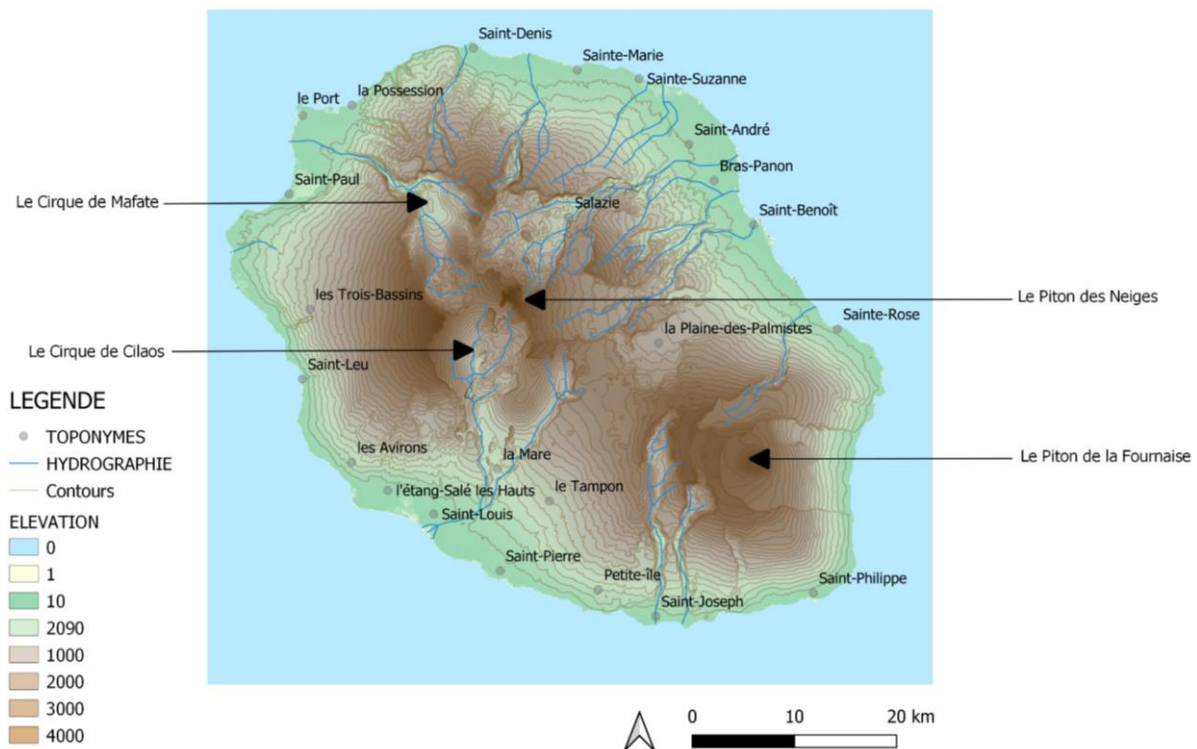 Saint-Denis
Sainte-Marie
Sainte-Suzanne
la Possession
le Port
Saint-André
Bras-Panon
Saint-Paul
Le Cirque de Mafate
Salazie
Saint-Benoît
les Trois-Bassins
Le Piton des Neiges
Sainte-Rose
la Plaine-des-Palmistes
Le Cirque de Cilaos
Saint-Leu
LEGENDE
TOPONYMES
HYDROGRAPHIE
Contours
ELEVATION
0
1
10
2090
1000
2000
3000
4000
les Avirons
la Mare
Le Piton de la Fournaise
l'étang-Salé les Hauts
le Tampon
Saint-Louis
Saint-Pierre
Petite-île
Saint-Philippe
Saint-Joseph
0 10 20 km